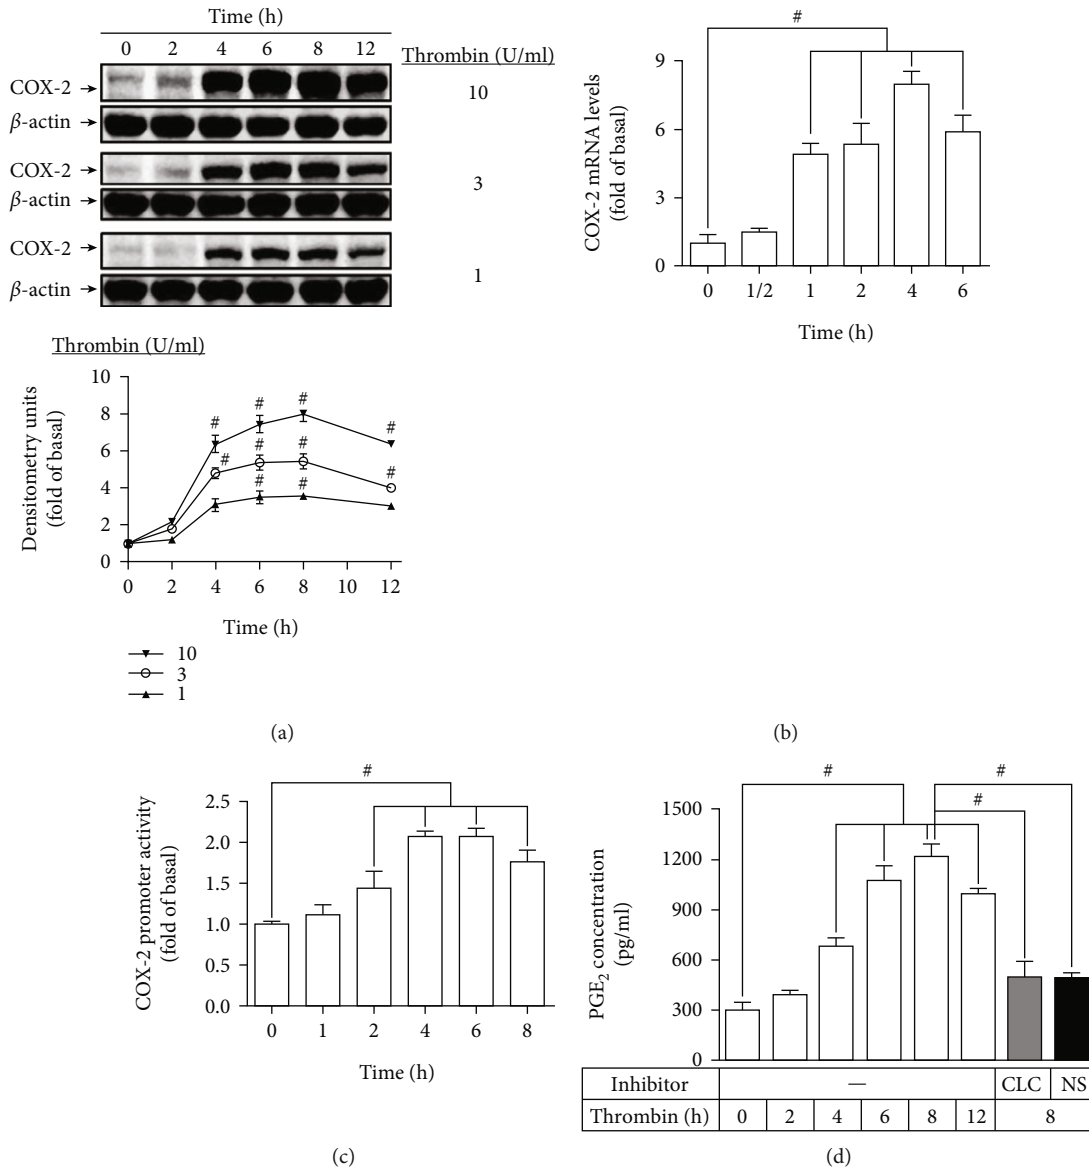 Time (h)
0 2 4 6 8 12
Thrombin (U/ml)
COX-2
10
β-actin
COX-2
3
β-actin
COX-2
1
β-actin
Thrombin (U/ml)
Densitometry units
(fold of basal)
10
8
6
4
2
0
# # # #
# # # #
# #
0 2 4 6 8 10 12
Time (h)
10
3
1
(a)
#
COX-2 mRNA levels
(fold of basal)
9
6
3
0
0 1/2 1 2 4 6
Time (h)
(b)
#
COX-2 promoter activity
(fold of basal)
2.5
2.0
1.5
1.0
0.5
0.0
0 1 2 4 6 8
Time (h)
(c)
# #
#
PGE2 concentration
(pg/ml)
1500
1200
900
600
300
0
Inhibitor — CLC NS
Thrombin (h) 0 2 4 6 8 12 8
(d)